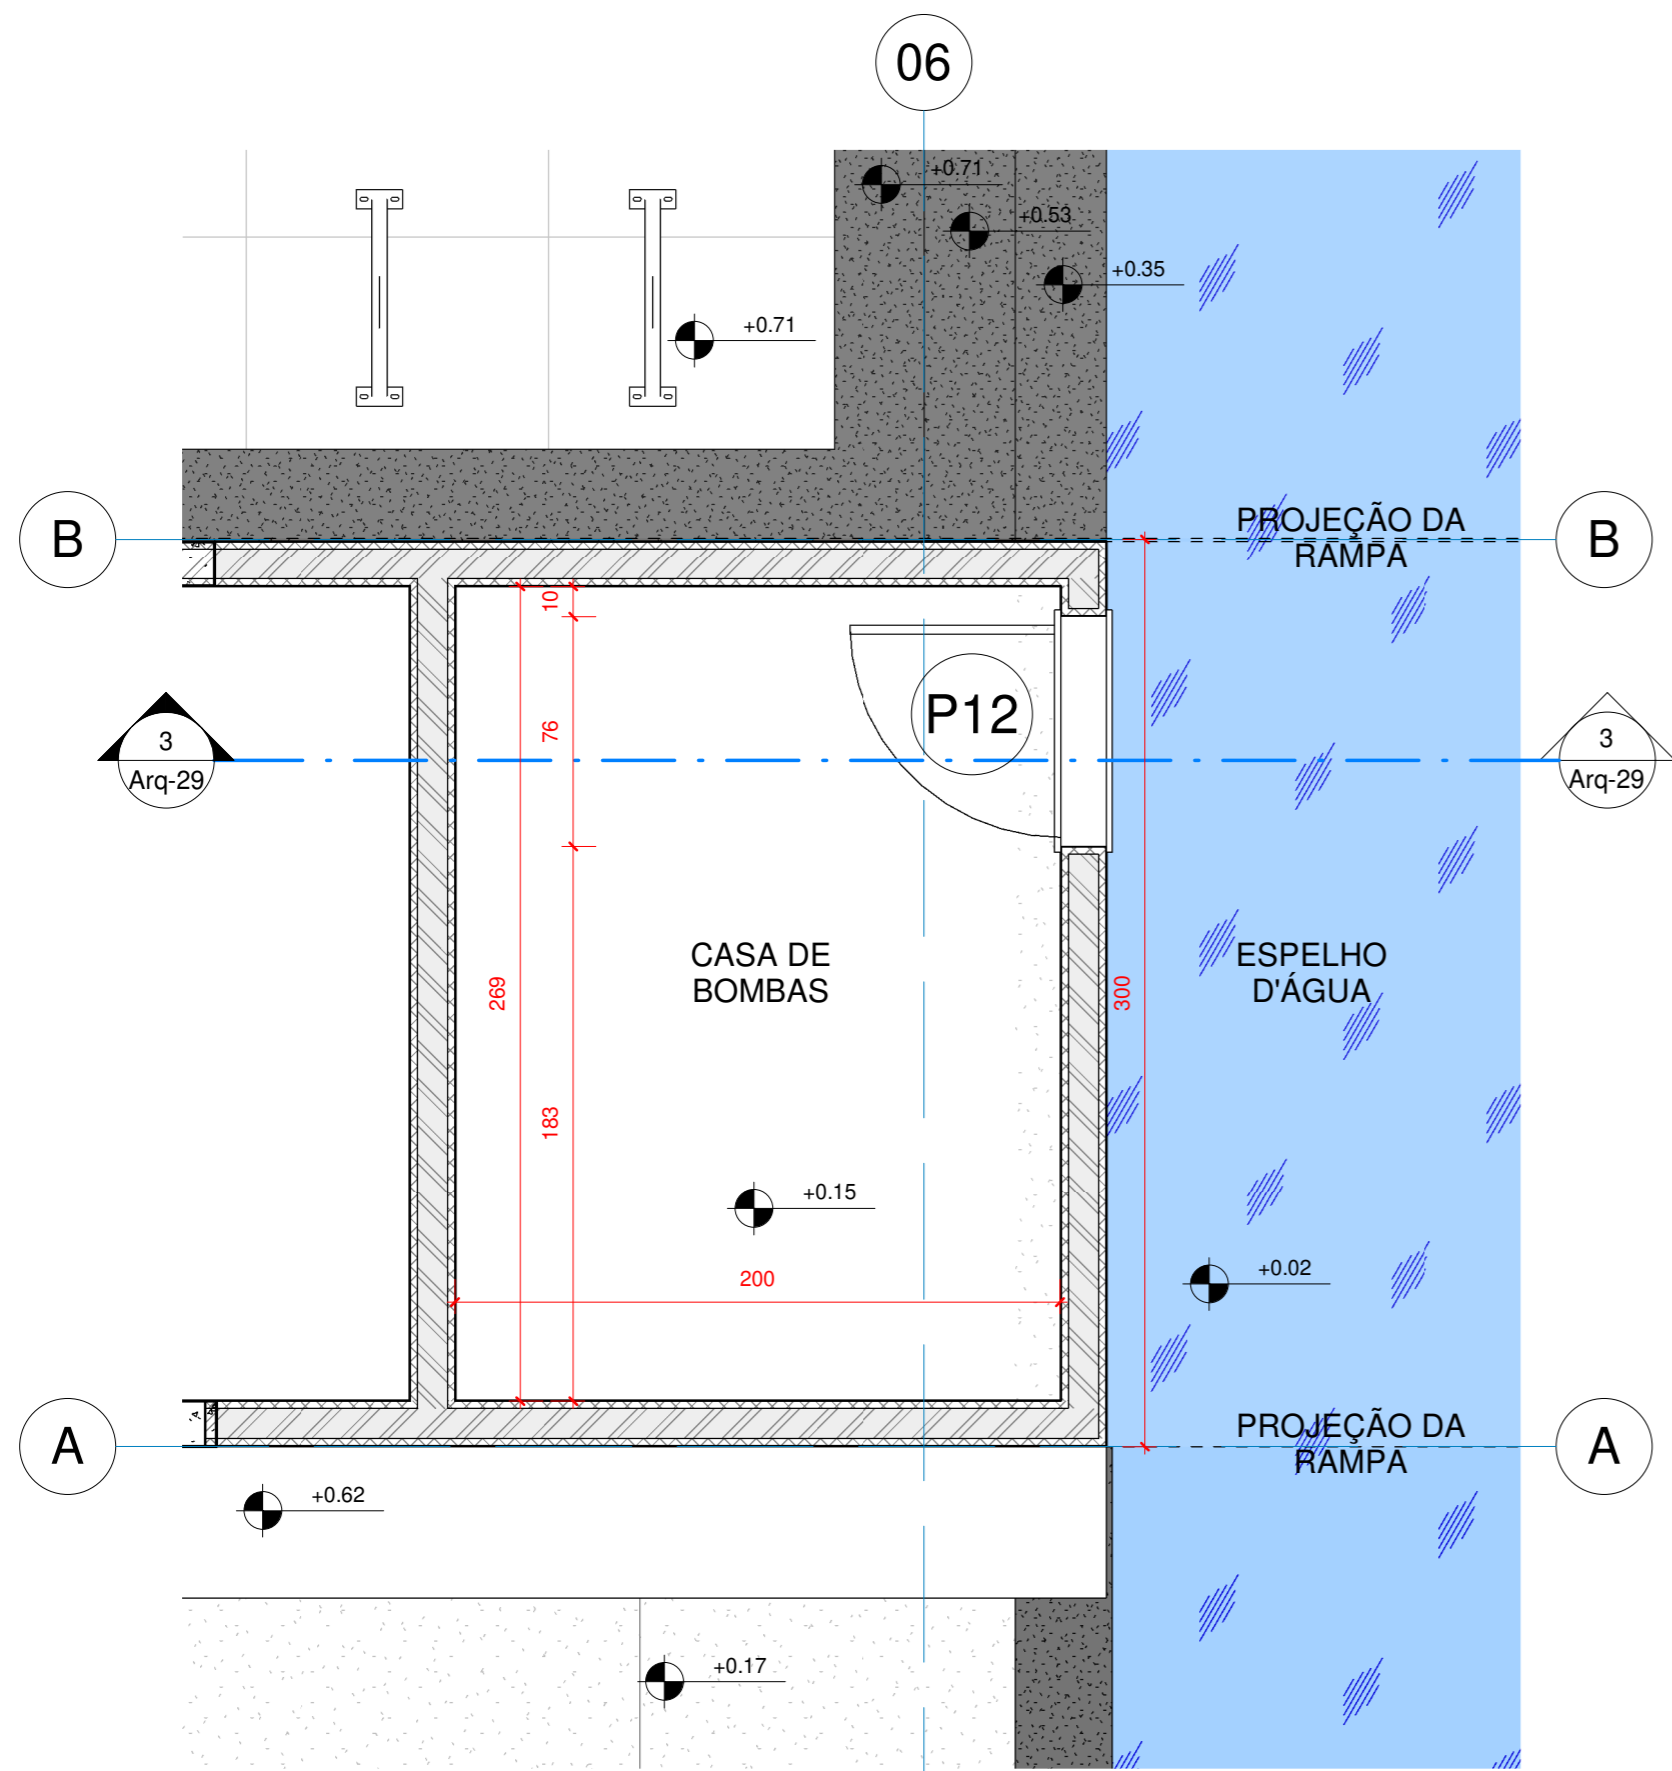 06
+0.71
+0.53
+0.35
+0.71
B
PROJEÇÃO DA
RAMPA
B
10
P12
76
3
Arq-29
3
Arq-29
CASA DE
BOMBAS
269
300
ESPELHO
D'ÁGUA
183
+0.15
200
+0.02
A
PROJEÇÃO DA
RAMPA
A
+0.62
+0.17